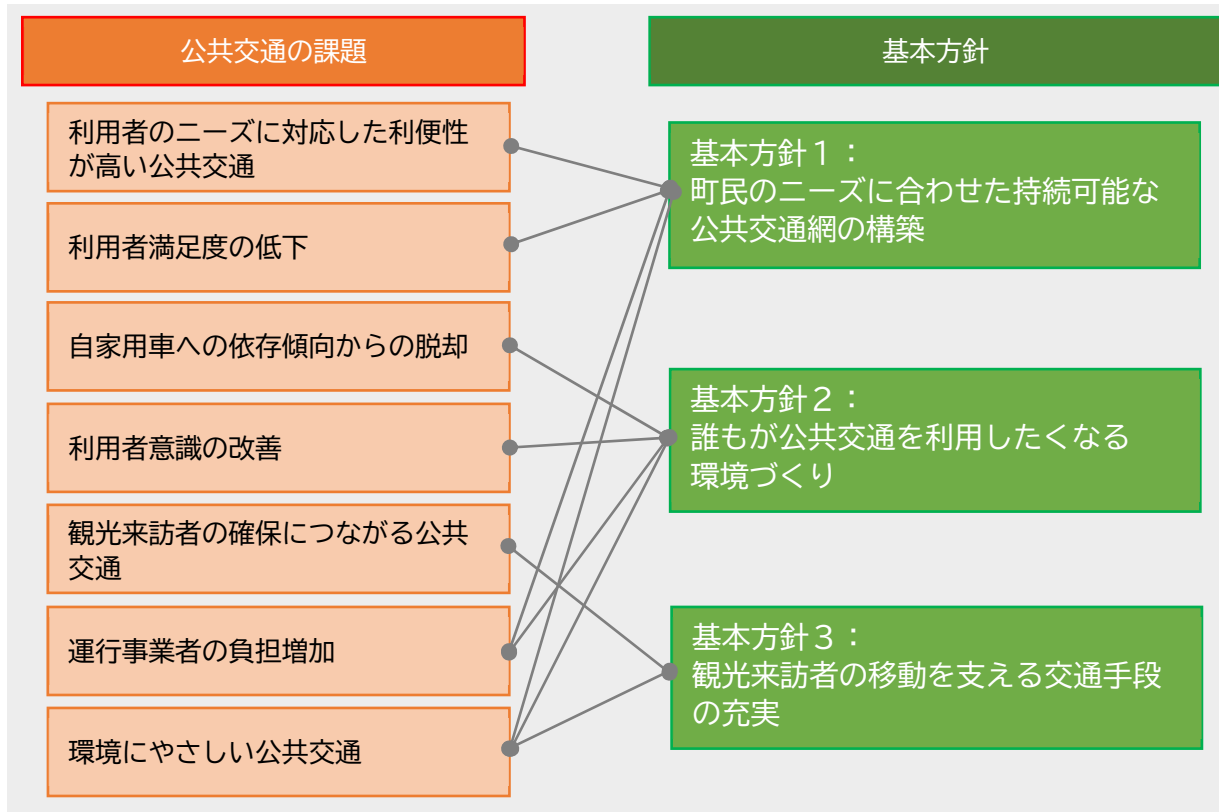 公共交通の課題
基本方針
利用者のニーズに対応した利便性
が高い公共交通
利用者満足度の低下
自家用車への依存傾向からの脱却
利用者意識の改善
観光来訪者の確保につながる公共
交通
運行事業者の負担増加
環境にやさしい公共交通
基本方針１：
町民のニーズに合わせた持続可能な
公共交通網の構築
基本方針２：
誰もが公共交通を利用したくなる
環境づくり
基本方針３：
観光来訪者の移動を支える交通手段
の充実